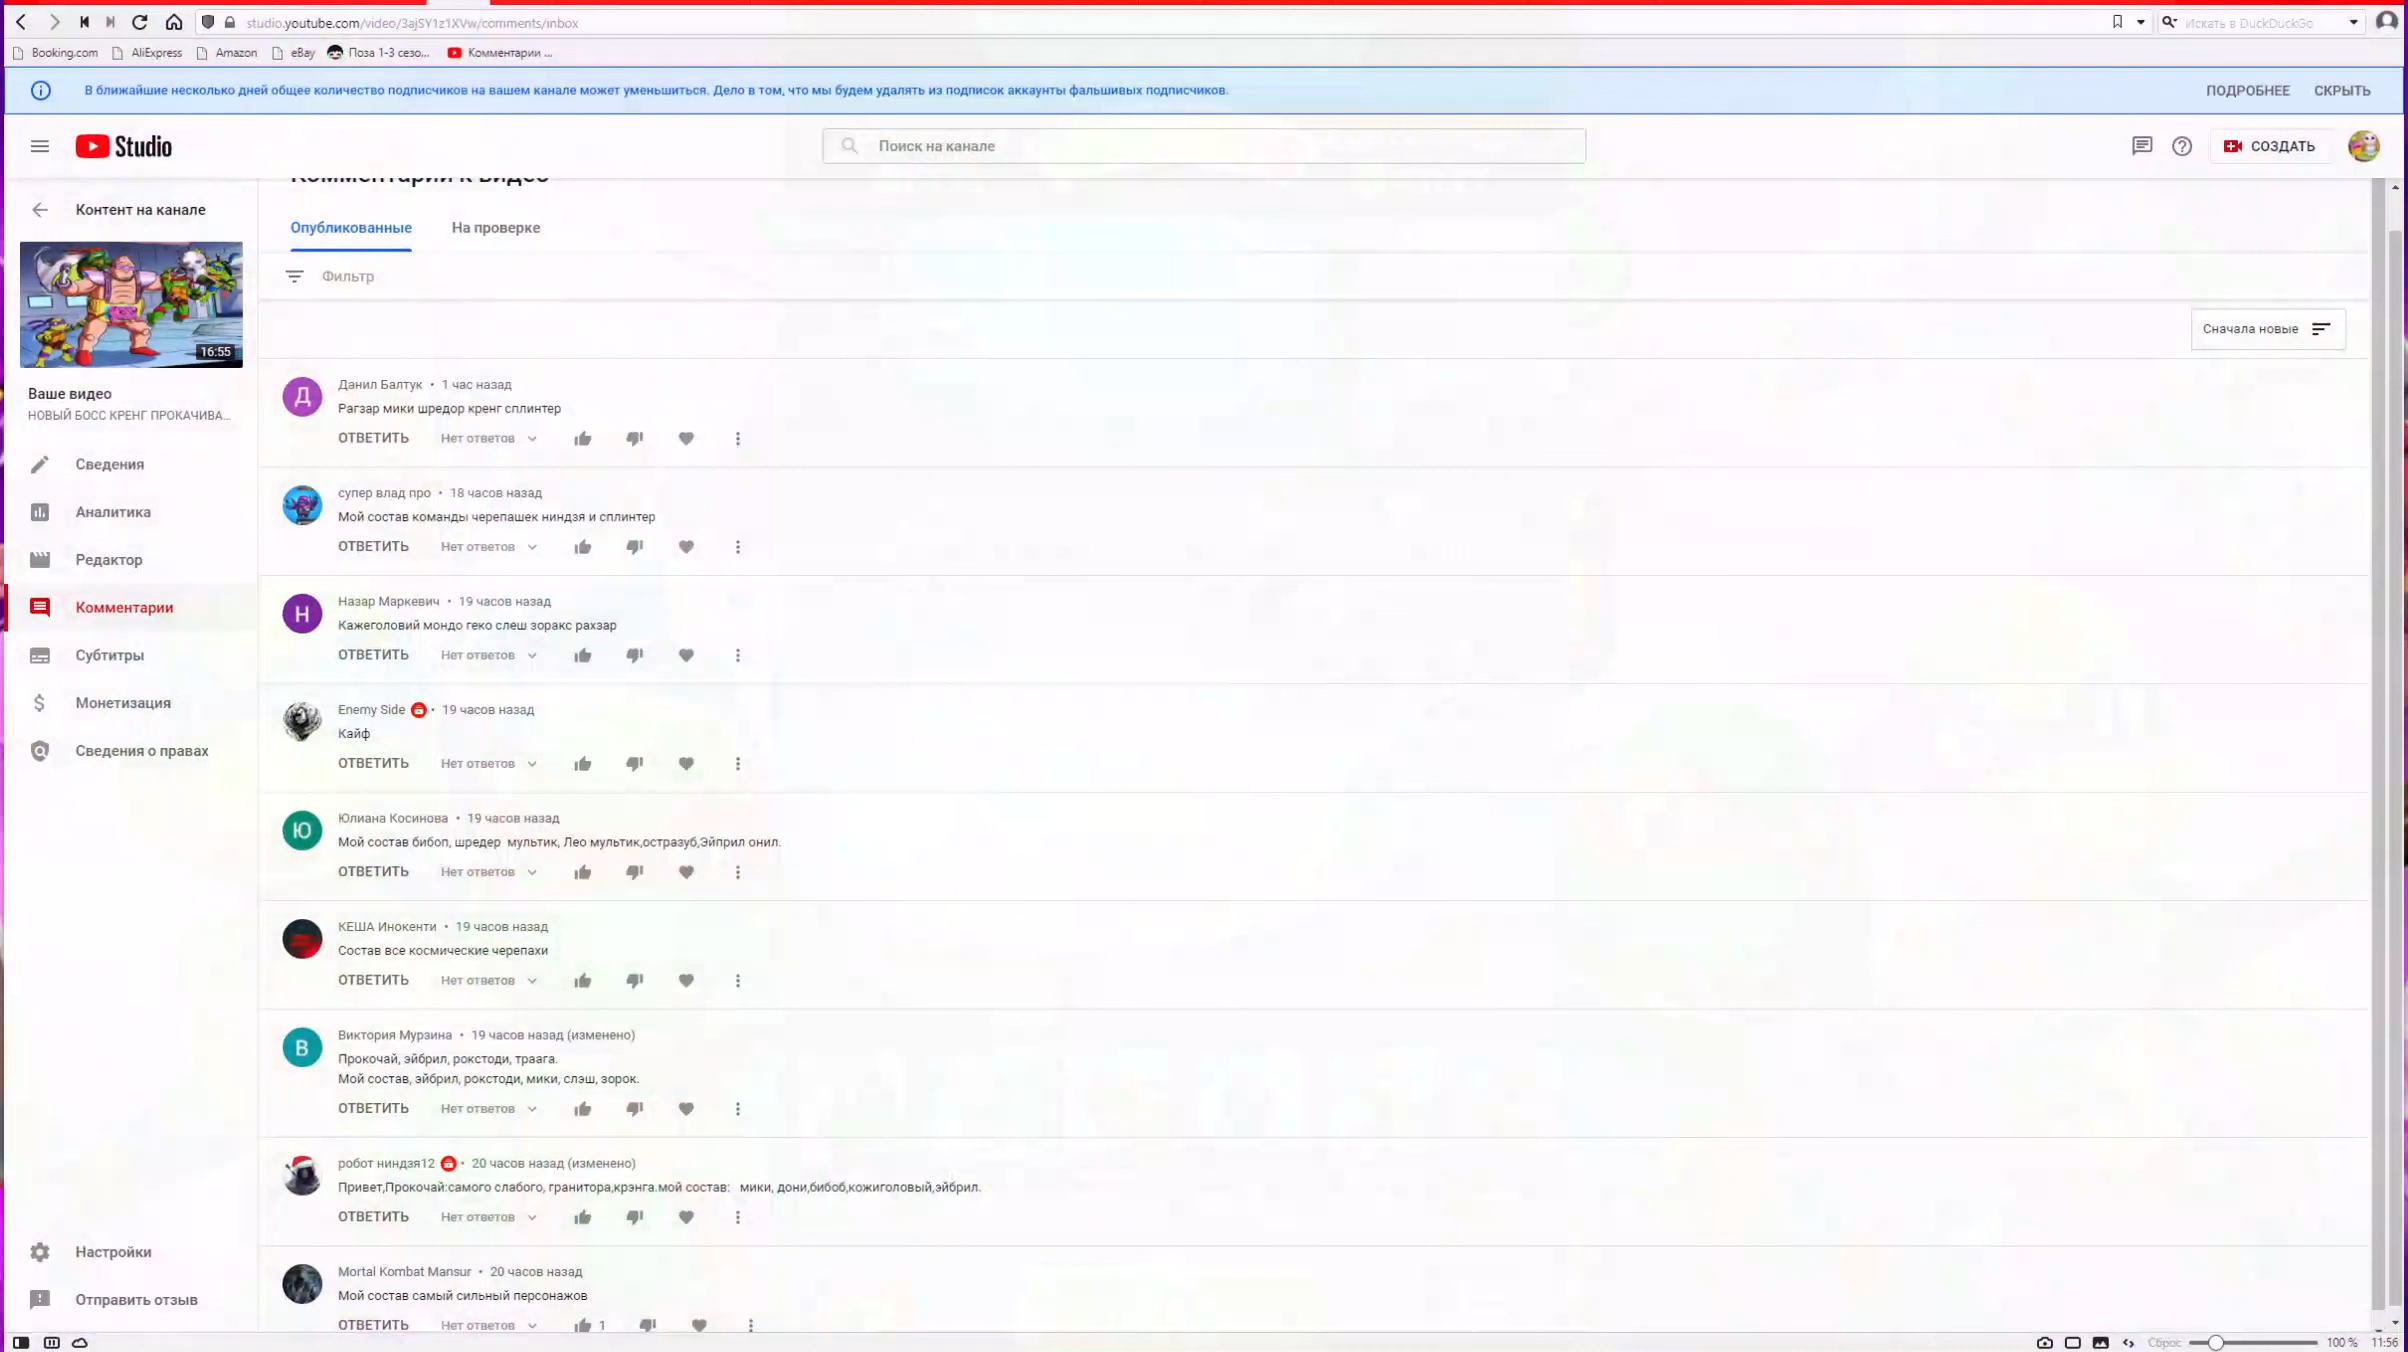 studio.youtube.com/video/3ajSY1z1XVw/comments/inbox
Искать в DuckDuckGo
Booking.com
AliExpress
Amazon
eBay
Поза 1-3 сезо...
Комментарии ...
В ближайшие несколько дней общее количество подписчиков на вашем канале может уменьшиться. Дело в том, что мы будем удалять из подписок аккаунты фальшивых подписчиков.
ПОДРОБНЕЕ
СКРЫТЬ
Studio
Поиск на канале
СОЗДАТЬ
Контент на канале
16:55
Ваше видео
НОВЫЙ БОСС КРЕНГ ПРОКАЧИВА...
Сведения
Аналитика
Редактор
Комментарии
Субтитры
Монетизация
Сведения о правах
Настройки
Отправить отзыв
Комментарии к видео
Опубликованные
На проверке
Фильтр
Сначала новые
Д
Данил Балтук • 1 час назад
Рагзар мики шредор кренг сплинтер
ОТВЕТИТЬ Нет ответов
супер влад про • 18 часов назад
Мой состав команды черепашек ниндзя и сплинтер
ОТВЕТИТЬ Нет ответов
Н
Назар Маркевич • 19 часов назад
Кажеголовий мондо геко слеш зоракс рахзар
ОТВЕТИТЬ Нет ответов
Enemy Side • 19 часов назад
Кайф
ОТВЕТИТЬ Нет ответов
Ю
Юлиана Косинова • 19 часов назад
Мой состав бибоп, шредер мультик, Лео мультик,остразуб,Эйприл онил.
ОТВЕТИТЬ Нет ответов
КЕША Инокенти • 19 часов назад
Состав все космические черепахи
ОТВЕТИТЬ Нет ответов
В
Виктория Мурзина • 19 часов назад (изменено)
Прокочай, эйбрил, рокстоди, траага.
Мой состав, эйбрил, рокстоди, мики, слэш, зорок.
ОТВЕТИТЬ Нет ответов
робот ниндзя12 • 20 часов назад (изменено)
Привет,Прокочай:самого слабого, гранитора,крэнга.мой состав: мики, дони,бибоб,кожиголовый,эйбрил.
ОТВЕТИТЬ Нет ответов
Mortal Kombat Mansur • 20 часов назад
Мой состав самый сильный персонажов
ОТВЕТИТЬ Нет ответов 1
Сброс 100 % 11:56